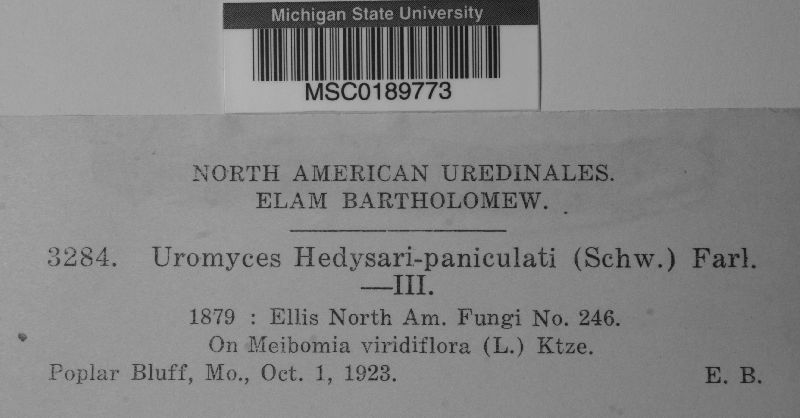 Michigan State University
MSC0189773
NORTH AMERICAN UREDINALES.
ELAM BARTHOLOMEW.
3284. Uromyces Hedysari-paniculati (Schw.) Farl.
—III.
1879 : Ellis North Am. Fungi No. 246.
On Meibomia viridiflora (L.) Ktze.
Poplar Bluff, Mo., Oct. 1, 1923. E. B.